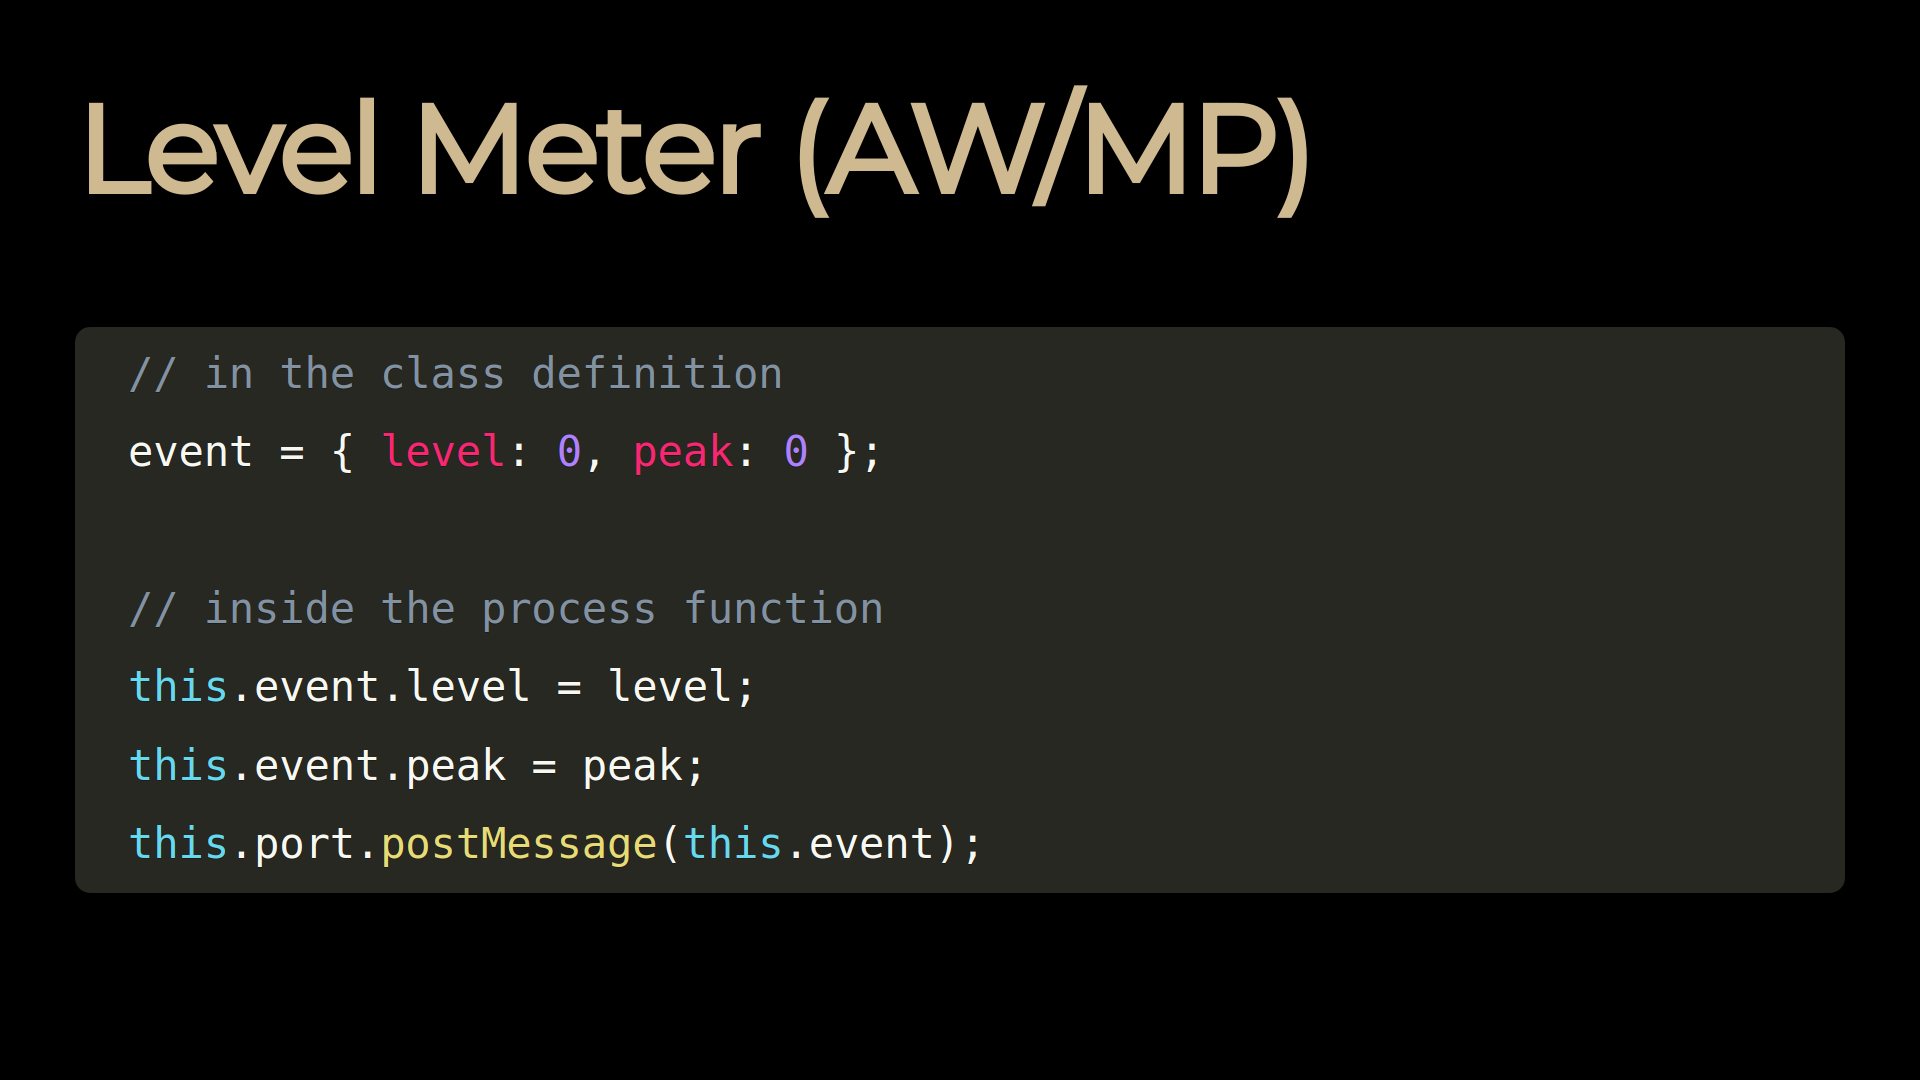 Level Meter (AW/MP)
// in the class definition
event = { level: 0, peak: 0 };
// inside the process function
this.event.level = level;
this.event.peak = peak;
this.port.postMessage(this.event);